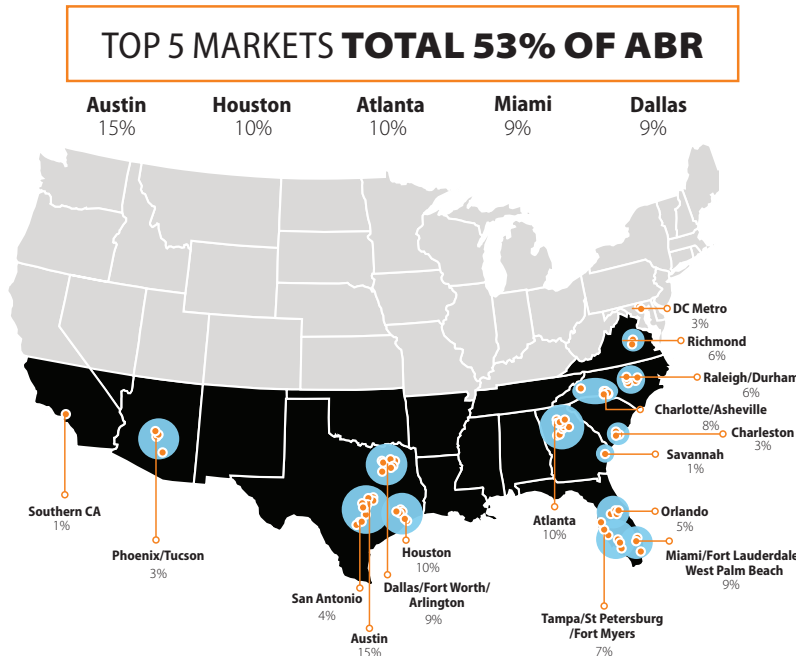 TOP 5 MARKETS TOTAL 53% OF ABR
Austin
15%
Houston
10%
Atlanta
10%
Miami
9%
Dallas
9%
DC Metro
3%
Richmond
6%
Raleigh/Durham
6%
Charlotte/Asheville
8%
Charleston
3%
Savannah
1%
Southern CA
1%
Phoenix/Tucson
3%
Atlanta
10%
Orlando
5%
Houston
10%
Miami/Fort Lauderdale
West Palm Beach
9%
San Antonio
4%
Dallas/Fort Worth/
Arlington
9%
Tampa/St Petersburg
/Fort Myers
7%
Austin
15%